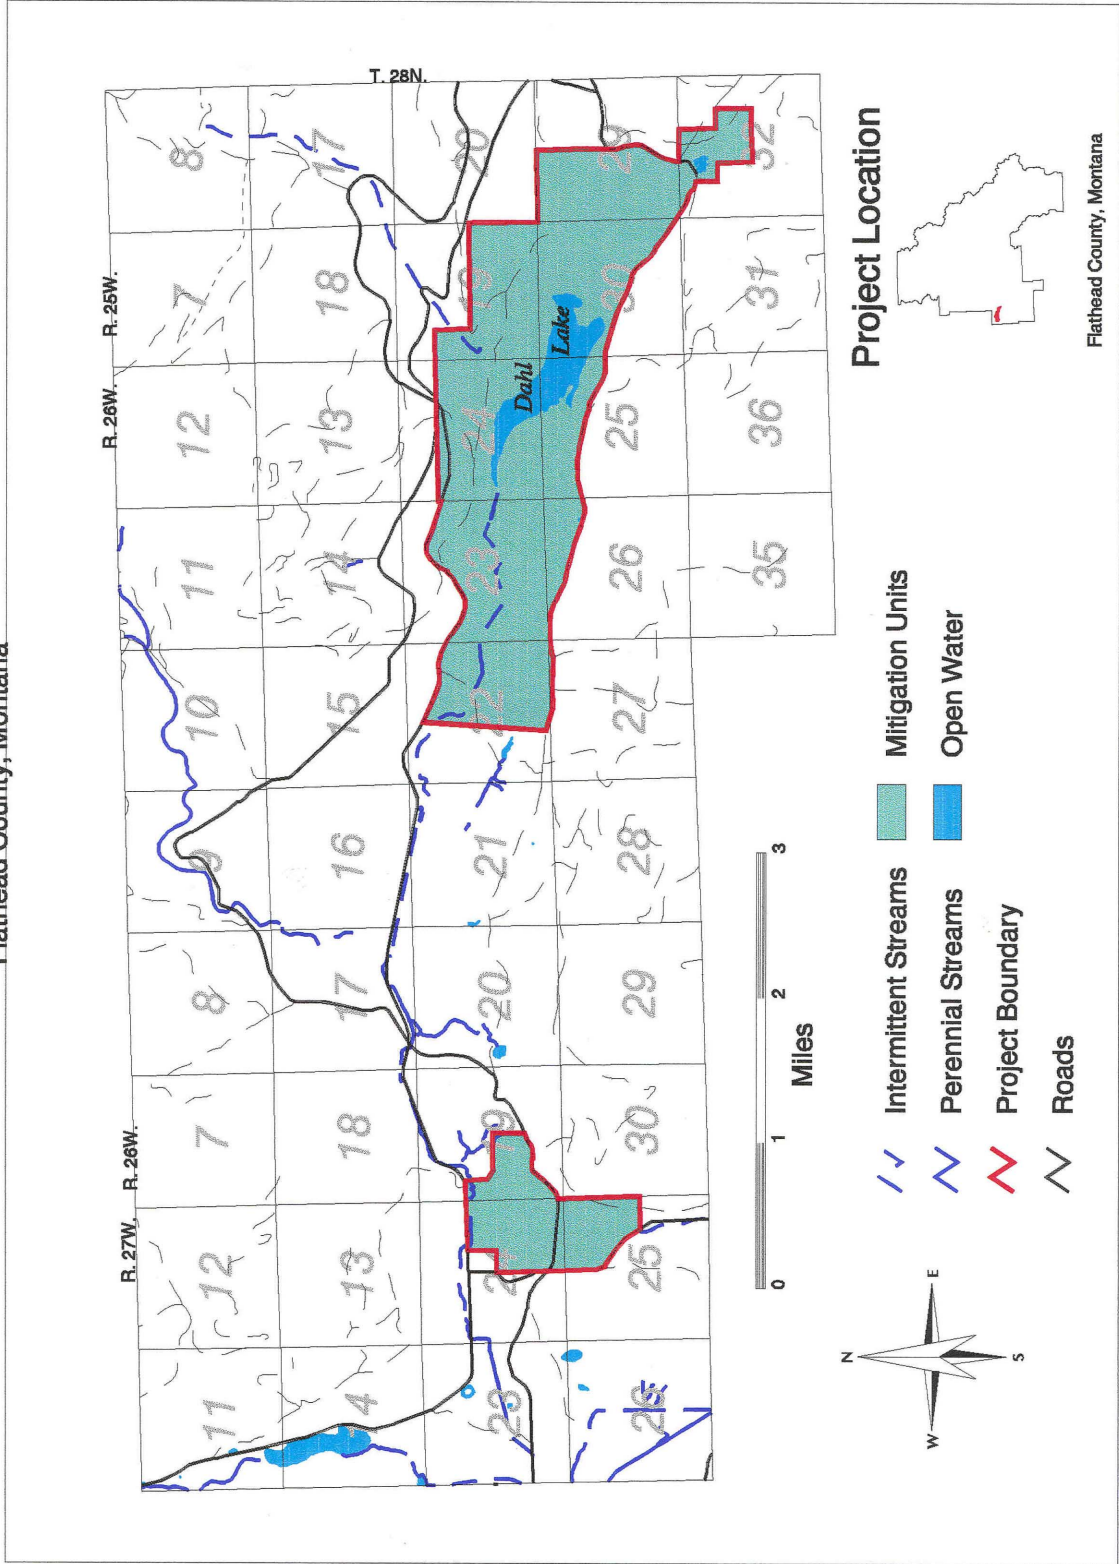 Flathead County, Montana
R. 27W. R. 26W. R. 26W. R. 25W.
11 12 7 8 9 10 11 12 7 8
14 13 18 17 16 15 14 13 18 17
T. 28N.
23 24 19 20 21 22 23 24 19 20
Dahl
Lake
26 25 30 29 28 27 26 25 30 29
35 36 31 32
0 1 2 3
Miles
N
W E
S
Intermittent Streams
Perennial Streams
Project Boundary
Roads
Mitigation Units
Open Water
Project Location
Flathead County, Montana